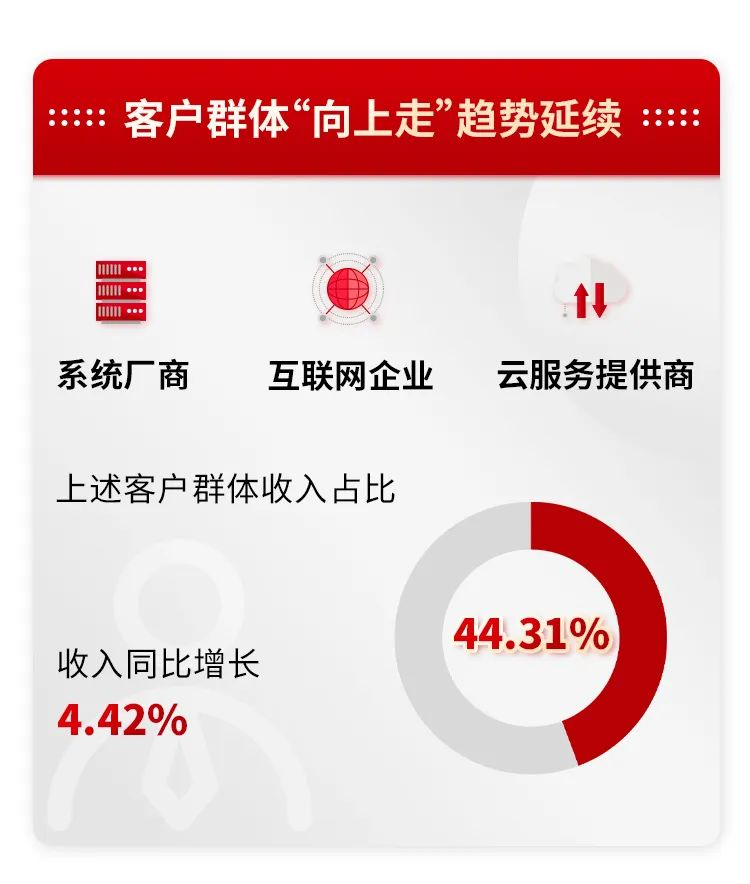 客户群体“向上走”趋势延续
系统厂商
互联网企业
云服务提供商
上述客户群体收入占比
44.31%
收入同比增长
4.42%